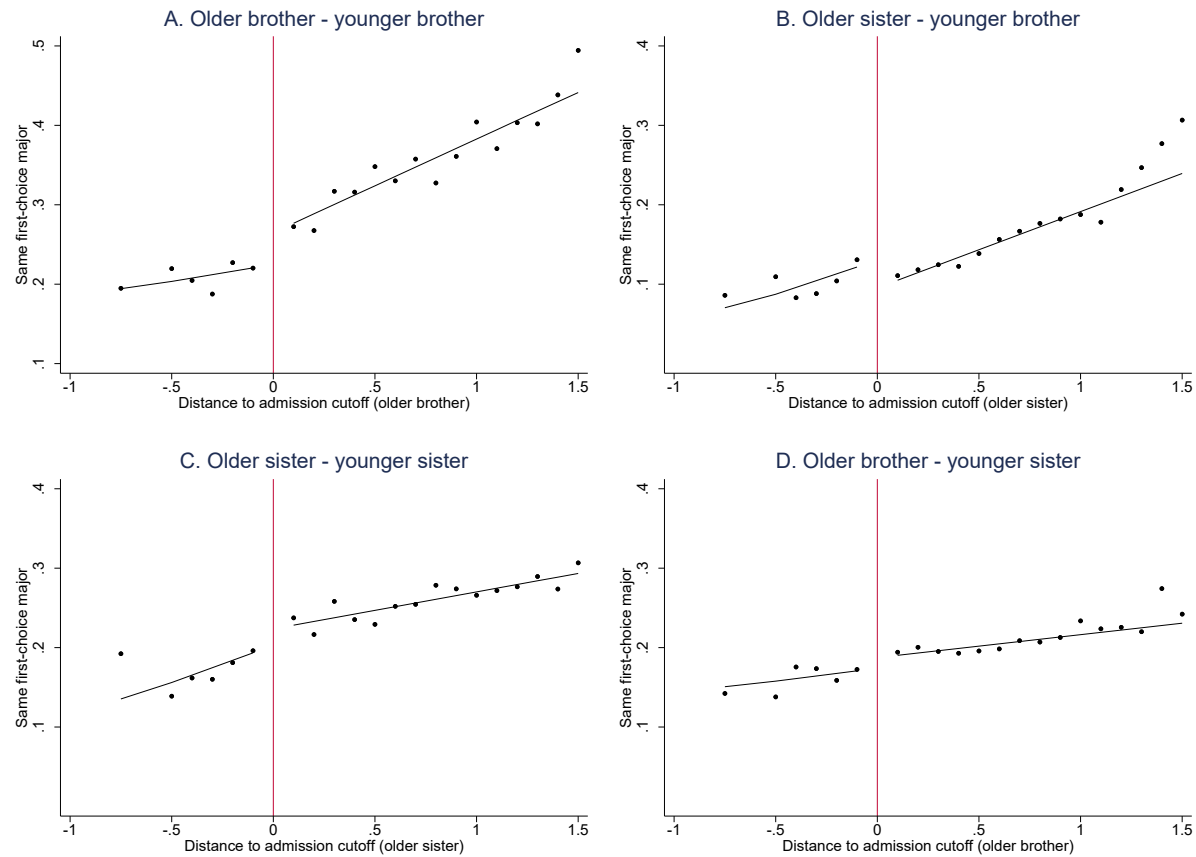 A. Older brother - younger brother
Same first-choice major
.5
.4
.3
.2
.1
-1 -.5 0 .5 1 1.5
Distance to admission cutoff (older brother)
B. Older sister - younger brother
Same first-choice major
.4
.3
.2
.1
-1 -.5 0 .5 1 1.5
Distance to admission cutoff (older sister)
C. Older sister - younger sister
Same first-choice major
.4
.3
.2
.1
-1 -.5 0 .5 1 1.5
Distance to admission cutoff (older sister)
D. Older brother - younger sister
Same first-choice major
.4
.3
.2
.1
-1 -.5 0 .5 1 1.5
Distance to admission cutoff (older brother)